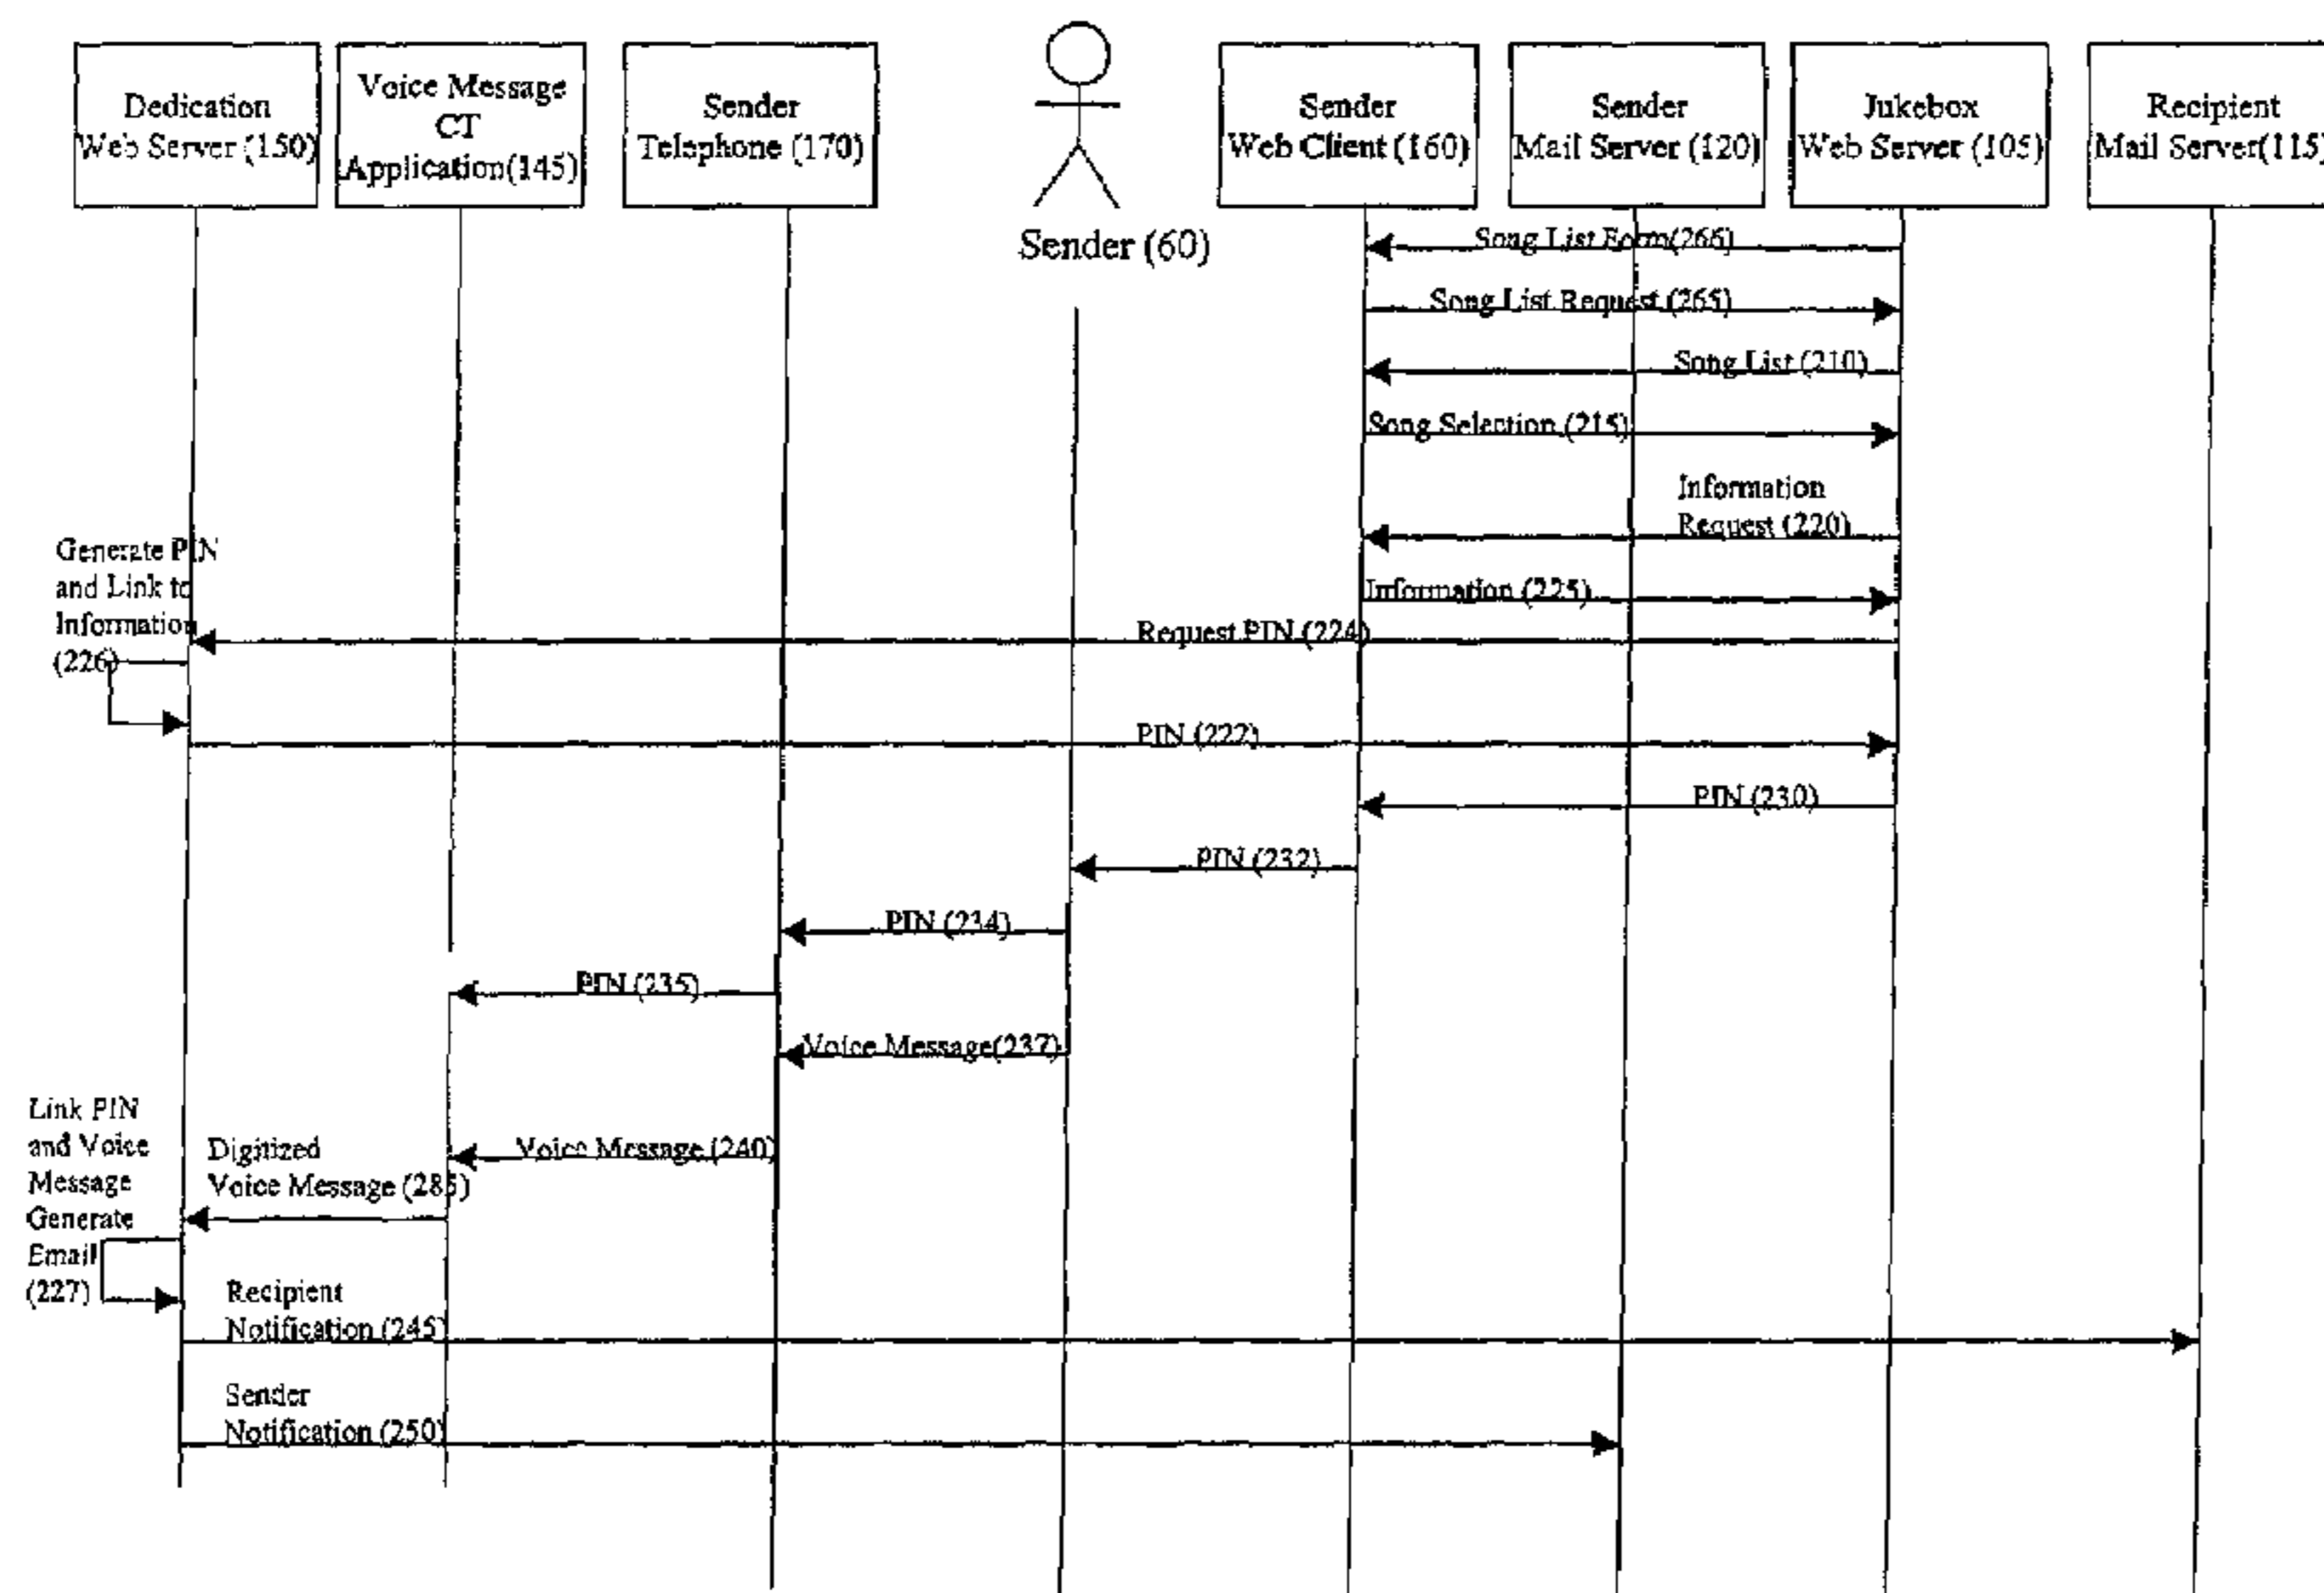 Dedication
Web Server (150)
Voice Message
CT
Application(145)
Sender
Telephone (170)
Sender (60)
Sender
Web Client (160)
Sender
Mail Server (120)
Jukebox
Web Server (105)
Recipient
Mail Server(115)
Song List Form(266)
Song List Request (265)
Song List (210)
Song Selection (215)
Information
Request (220)
Information (225)
Generate PIN
and Link to
Information
(226)
Request PIN (224)
PIN (222)
PIN (230)
PIN (232)
PIN (234)
PIN (235)
Voice Message(237)
Link PIN
and Voice
Message
Generate
Email
(227)
Digitized
Voice Message (285)
Voice Message (240)
Recipient
Notification (245)
Sender
Notification (250)